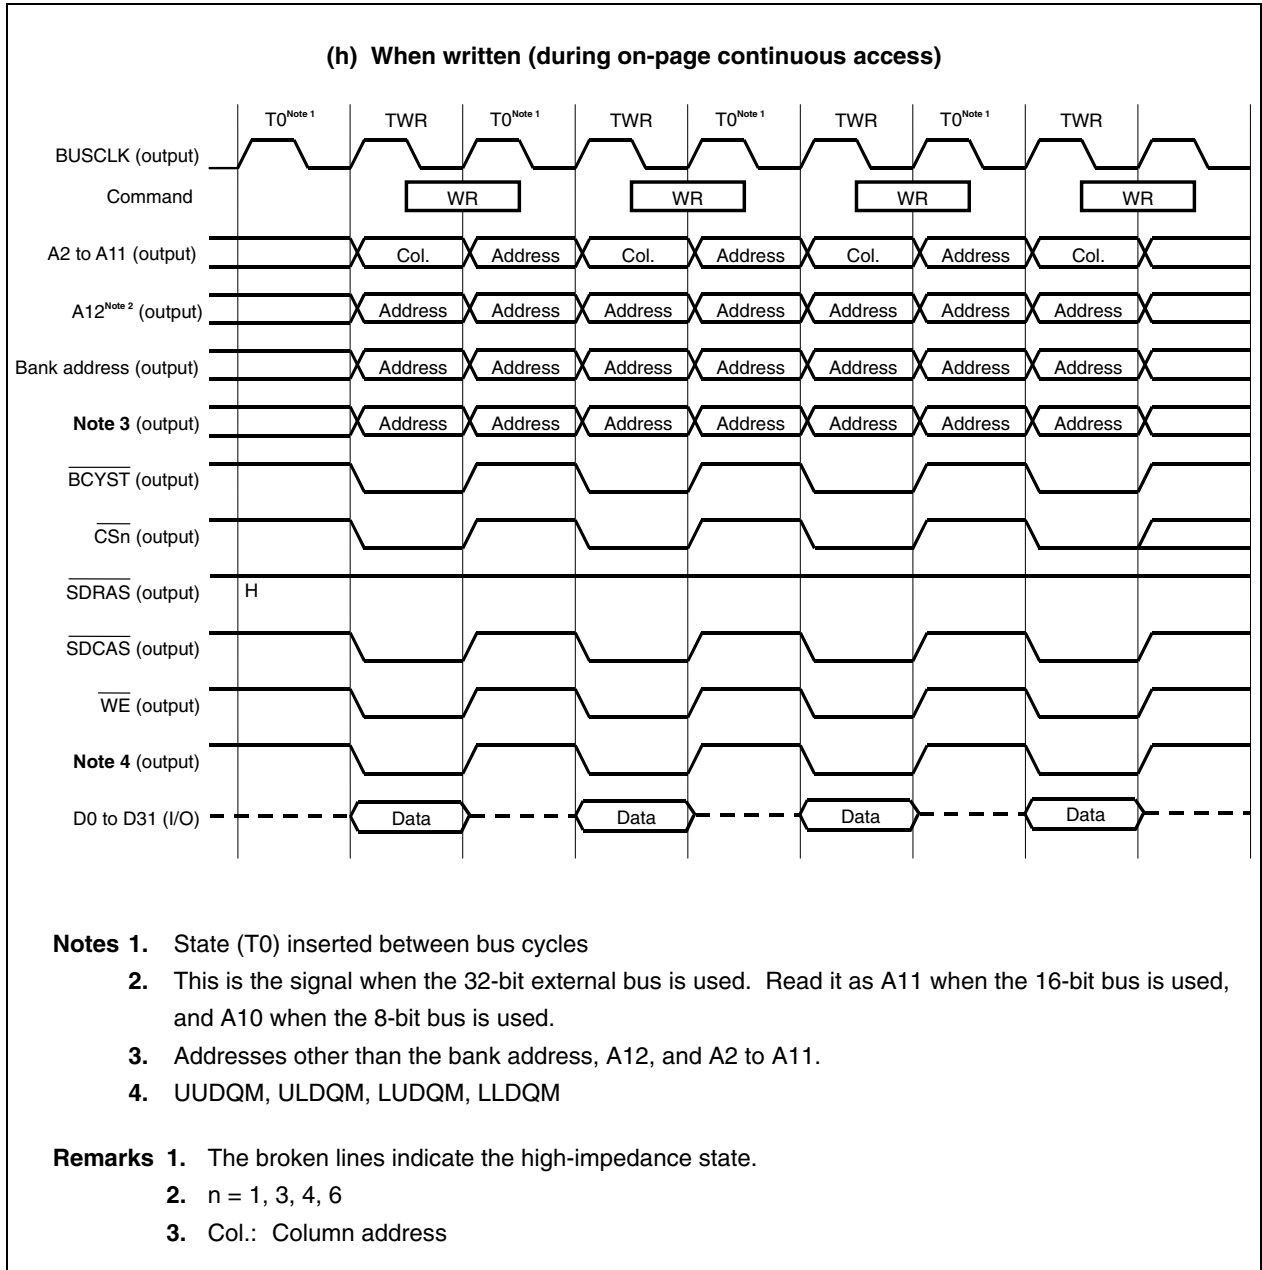 (h) When written (during on-page continuous access)
T0Note 1 TWR T0Note 1 TWR T0Note 1 TWR T0Note 1 TWR
BUSCLK (output)
Command WR WR WR WR
A2 to A11 (output) Col. Address Col. Address Col. Address Col.
A12Note 2 (output) Address Address Address Address Address Address Address
Bank address (output) Address Address Address Address Address Address Address
Note 3 (output) Address Address Address Address Address Address Address
BCYST (output)
CSn (output)
SDRAS (output) H
SDCAS (output)
WE (output)
Note 4 (output)
D0 to D31 (I/O) Data Data Data Data
Notes 1. State (T0) inserted between bus cycles
2. This is the signal when the 32-bit external bus is used. Read it as A11 when the 16-bit bus is used,
and A10 when the 8-bit bus is used.
3. Addresses other than the bank address, A12, and A2 to A11.
4. UUDQM, ULDQM, LUDQM, LLDQM
Remarks 1. The broken lines indicate the high-impedance state.
2. n = 1, 3, 4, 6
3. Col.: Column address